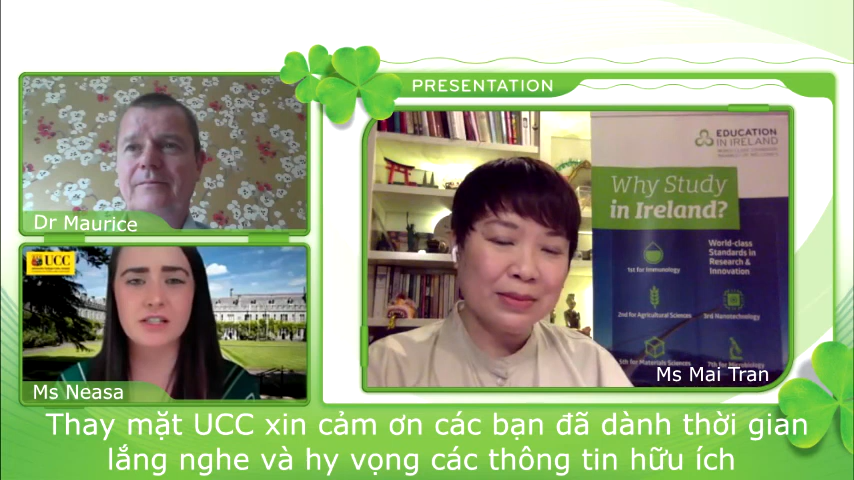 PRESENTATION
Dr Maurice
UCC
Ms Neasa
EDUCATION
IN IRELAND
Why Study
in Ireland?
World-class
Standards in
Research &
Innovation
1st for Immunology
2nd for Agricultural Sciences
3rd Nanotechnology
5th for Materials Sciences
7th for Microbiology
Ms Mai Tran
Thay mặt UCC xin cảm ơn các bạn đã dành thời gian
lắng nghe và hy vọng các thông tin hữu ích